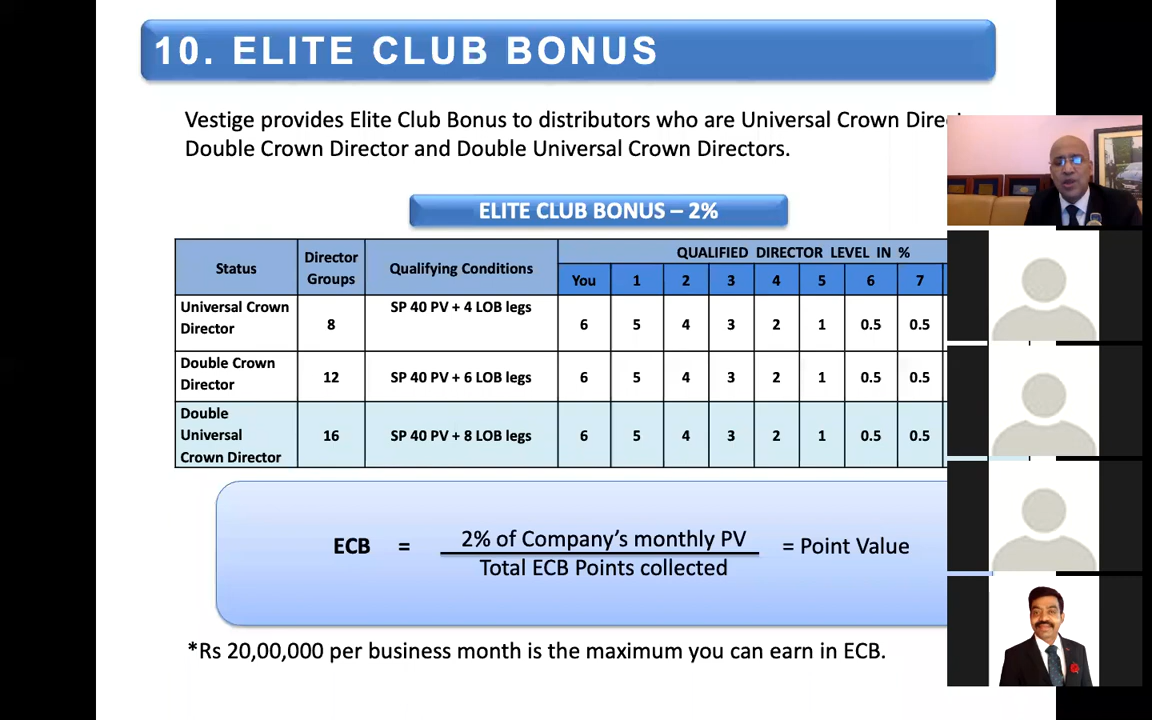 10. ELITE CLUB BONUS
Vestige provides Elite Club Bonus to distributors who are Universal Crown
Double Crown Director and Double Universal Crown Directors.
ELITE CLUB BONUS – 2%
Status Director Groups Qualifying Conditions QUALIFIED DIRECTOR LEVEL IN %
You 1 2 3 4 5 6 7
Universal Crown Director 8 SP 40 PV + 4 LOB legs 6 5 4 3 2 1 0.5 0.5
Double Crown Director 12 SP 40 PV + 6 LOB legs 6 5 4 3 2 1 0.5 0.5
Double Universal Crown Director 16 SP 40 PV + 8 LOB legs 6 5 4 3 2 1 0.5 0.5
ECB = 2% of Company's monthly PV = Point Value
Total ECB Points collected
*Rs 20,00,000 per business month is the maximum you can earn in ECB.